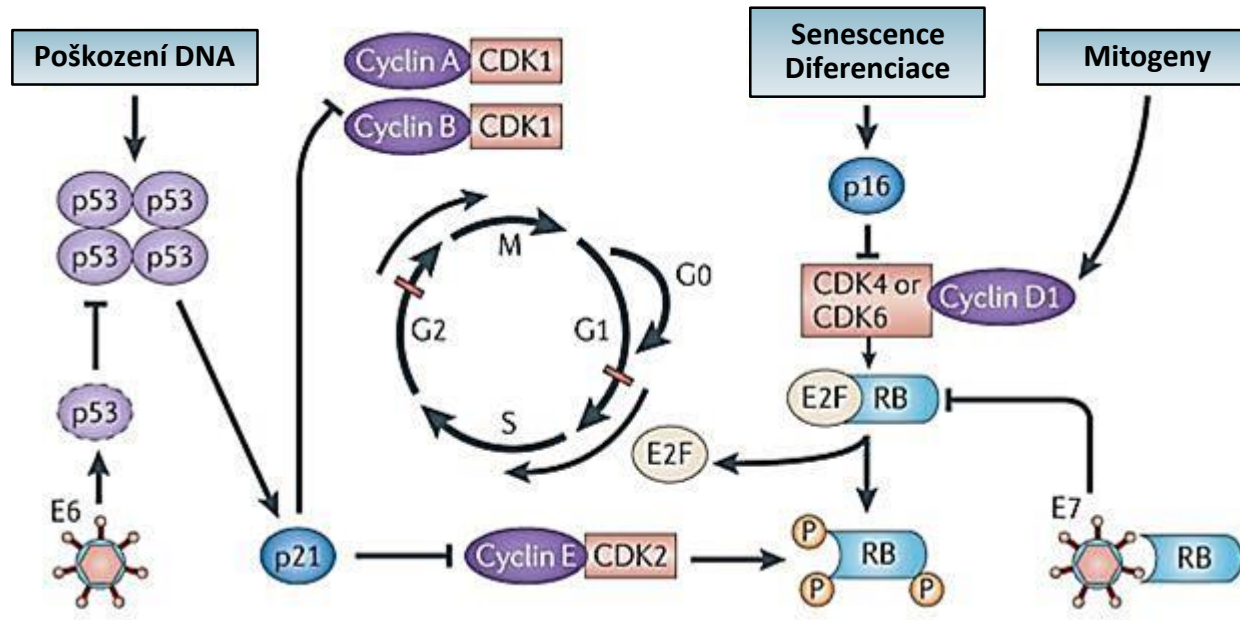 Poškození DNA
Cyclin A CDK1
Cyclin B CDK1
Senescence
Diferenciace
Mitogeny
p53 p53
p53 p53
p16
M
G0
G1
G2
S
CDK4 or
CDK6
Cyclin D1
p53
E2F RB
E2F
E6
E7
p21
Cyclin E CDK2
P
RB
P
P
RB